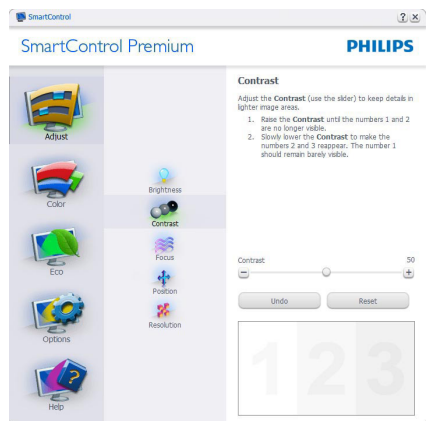 SmartControl
SmartControl Premium
PHILIPS
Adjust
Color
Eco
Options
Help
Brightness
Contrast
Focus
Position
Resolution
Contrast
Adjust the Contrast (use the slider) to keep details in
lighter image areas.
1. Raise the Contrast until the numbers 1 and 2
are no longer visible.
2. Slowly lower the Contrast to make the
numbers 2 and 3 reappear. The number 1
should remain barely visible.
Contrast 50
Undo Reset
1 2 3